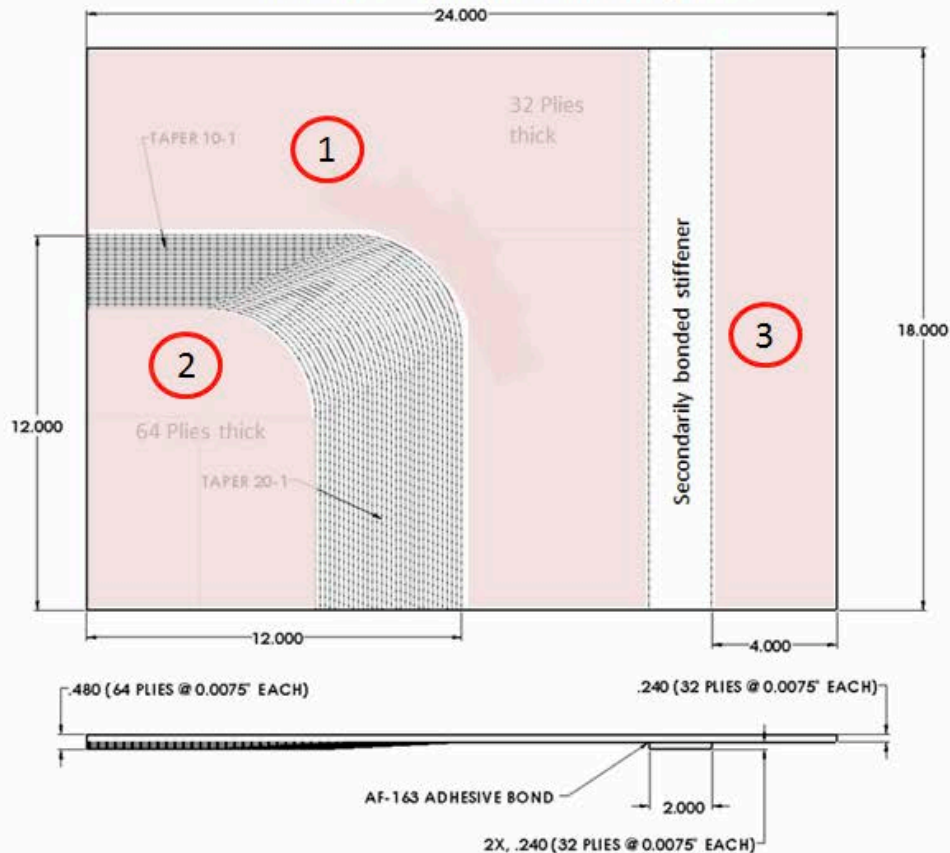 24.000
32 Plies
thick
TAPER 10-1
1
Secondarily bonded stiffener
3
18.000
2
12.000
64 Plies thick
TAPER 20-1
12.000
4.000
.480 (64 PLIES @ 0.0075" EACH)
.240 (32 PLIES @ 0.0075" EACH)
AF-163 ADHESIVE BOND
2.000
2X, .240 (32 PLIES @ 0.0075" EACH)